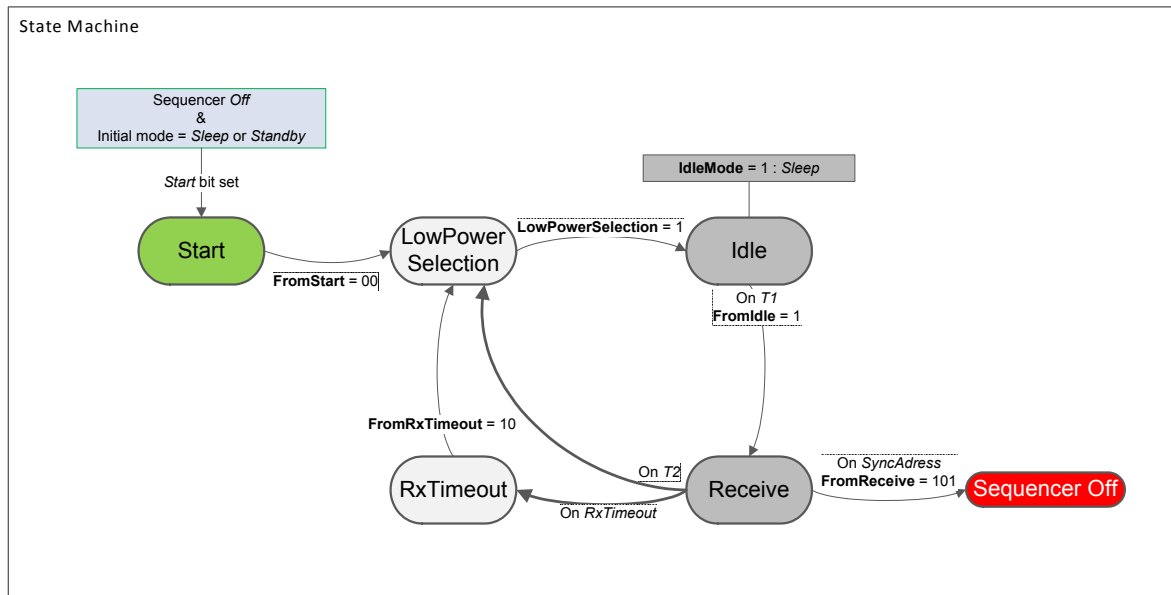 State Machine
Sequencer Off
&
Initial mode = Sleep or Standby
IdleMode = 1 : Sleep
Start bit set
LowPowerSelection = 1
Start
LowPower
Selection
Idle
FromStart = 00
On T1
FromIdle = 1
FromRxTimeout = 10
On T2
On SyncAdress
FromReceive = 101
RxTimeout
Receive
Sequencer Off
On RxTimeout